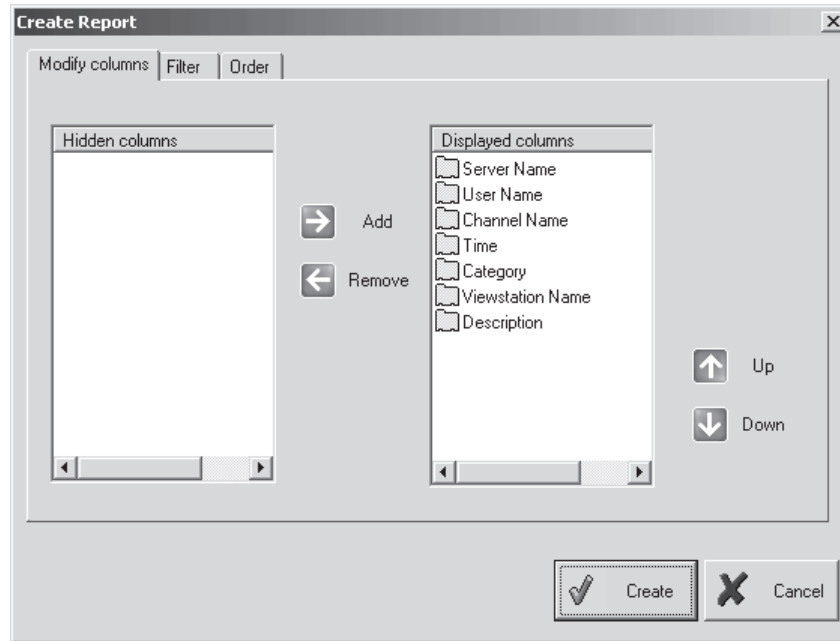 Create Report
Modify columns Filter Order
Hidden columns
Add
Remove
Displayed columns
Server Name
User Name
Channel Name
Time
Category
Viewstation Name
Description
Up
Down
Create Cancel